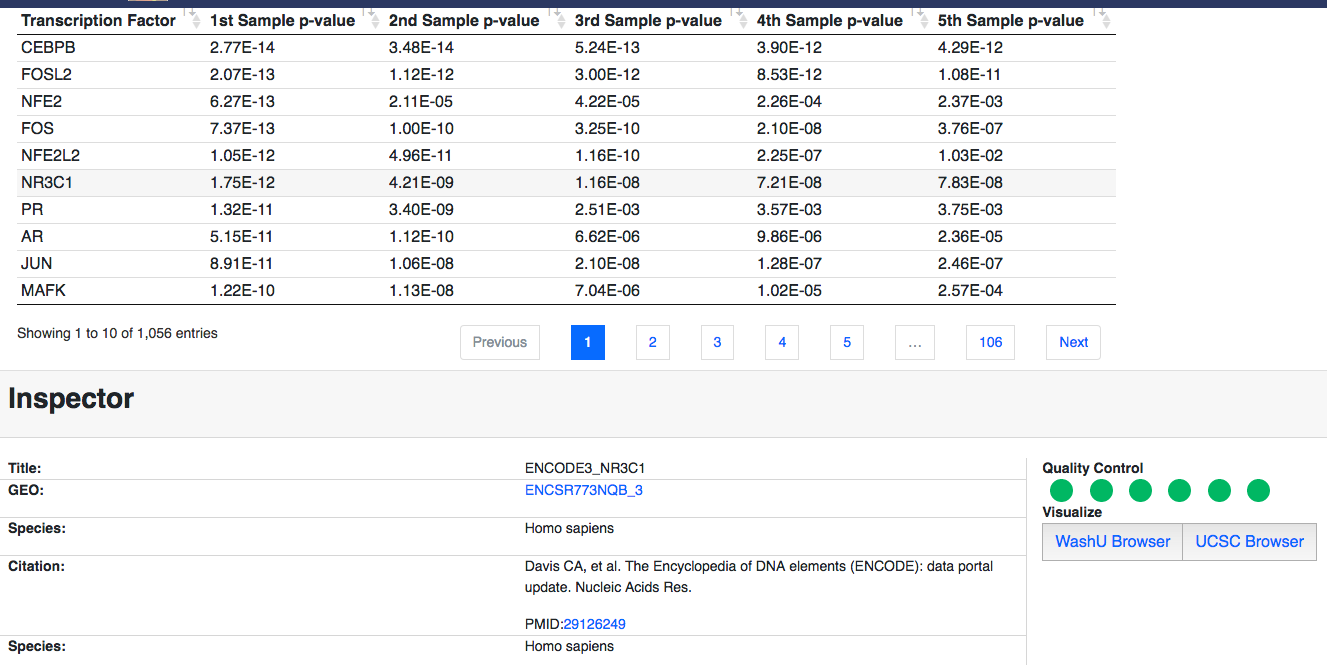 Transcription Factor 1st Sample p-value 2nd Sample p-value 3rd Sample p-value 4th Sample p-value 5th Sample p-value
CEBPB 2.77E-14 3.48E-14 5.24E-13 3.90E-12 4.29E-12
FOSL2 2.07E-13 1.12E-12 3.00E-12 8.53E-12 1.08E-11
NFE2 6.27E-13 2.11E-05 4.22E-05 2.26E-04 2.37E-03
FOS 7.37E-13 1.00E-10 3.25E-10 2.10E-08 3.76E-07
NFE2L2 1.05E-12 4.96E-11 1.16E-10 2.25E-07 1.03E-02
NR3C1 1.75E-12 4.21E-09 1.16E-08 7.21E-08 7.83E-08
PR 1.32E-11 3.40E-09 2.51E-03 3.57E-03 3.75E-03
AR 5.15E-11 1.12E-10 6.62E-06 9.86E-06 2.36E-05
JUN 8.91E-11 1.06E-08 2.10E-08 1.28E-07 2.46E-07
MAFK 1.22E-10 1.13E-08 7.04E-06 1.02E-05 2.57E-04
Showing 1 to 10 of 1,056 entries
Previous 1 2 3 4 5 … 106 Next
Inspector
Title: ENCODE3_NR3C1
GEO: ENCSR773NQB_3
Species: Homo sapiens
Citation: Davis CA, et al. The Encyclopedia of DNA elements (ENCODE): data portal
update. Nucleic Acids Res.
PMID:29126249
Species: Homo sapiens
Quality Control
Visualize
WashU Browser UCSC Browser